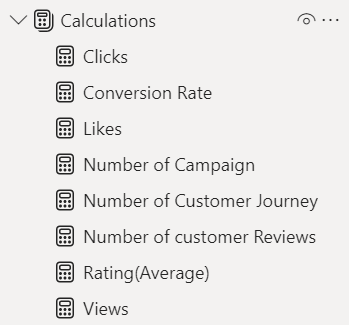 Calculations
Clicks
Conversion Rate
Likes
Number of Campaign
Number of Customer Journey
Number of customer Reviews
Rating(Average)
Views